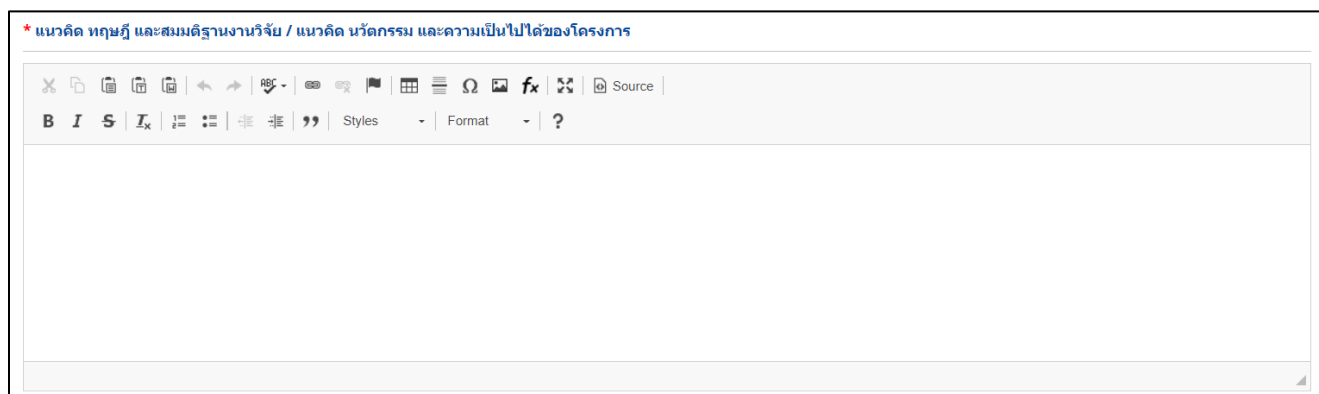 * แนวคิด ทฤษฎี และสมมติฐานงานวิจัย / แนวคิด นวัตกรรม และความเป็นไปได้ของโครงการ
ABC Ω fx Source
B I S Ix Styles Format ?